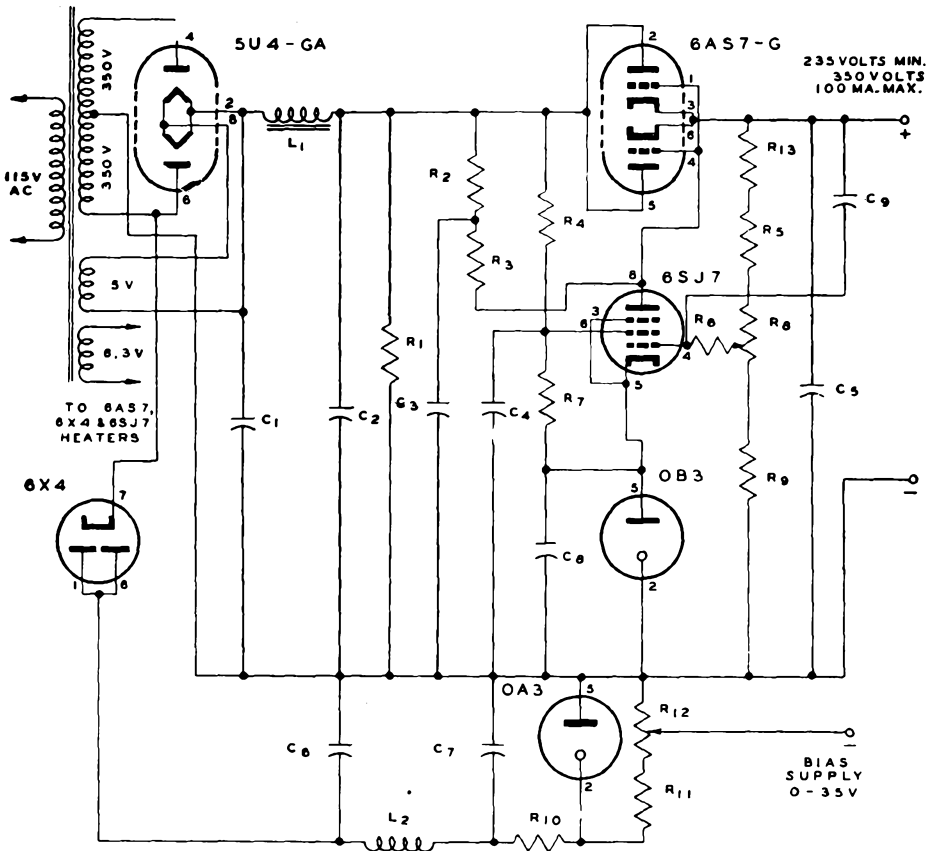 5U4-GA
6AS7-G
235 VOLTS MIN.
350 VOLTS
100 MA. MAX.
4
2
8
6
350V
350V
115V
AC
5V
6.3V
TO 6AS7,
6X4 & 6SJ7
HEATERS
L1
2
1
3
6
4
5
+
R13
C9
R2
R4
R5
R3
8
6SJ7
3
6
4
5
R6
R8
R1
C1
C2
C3
C4
R7
C5
R9
6X4
7
1
6
OB3
5
2
C8
-
OA3
5
2
R12
C6
C7
R11
-
BIAS
SUPPLY
0-35V
L2
R10